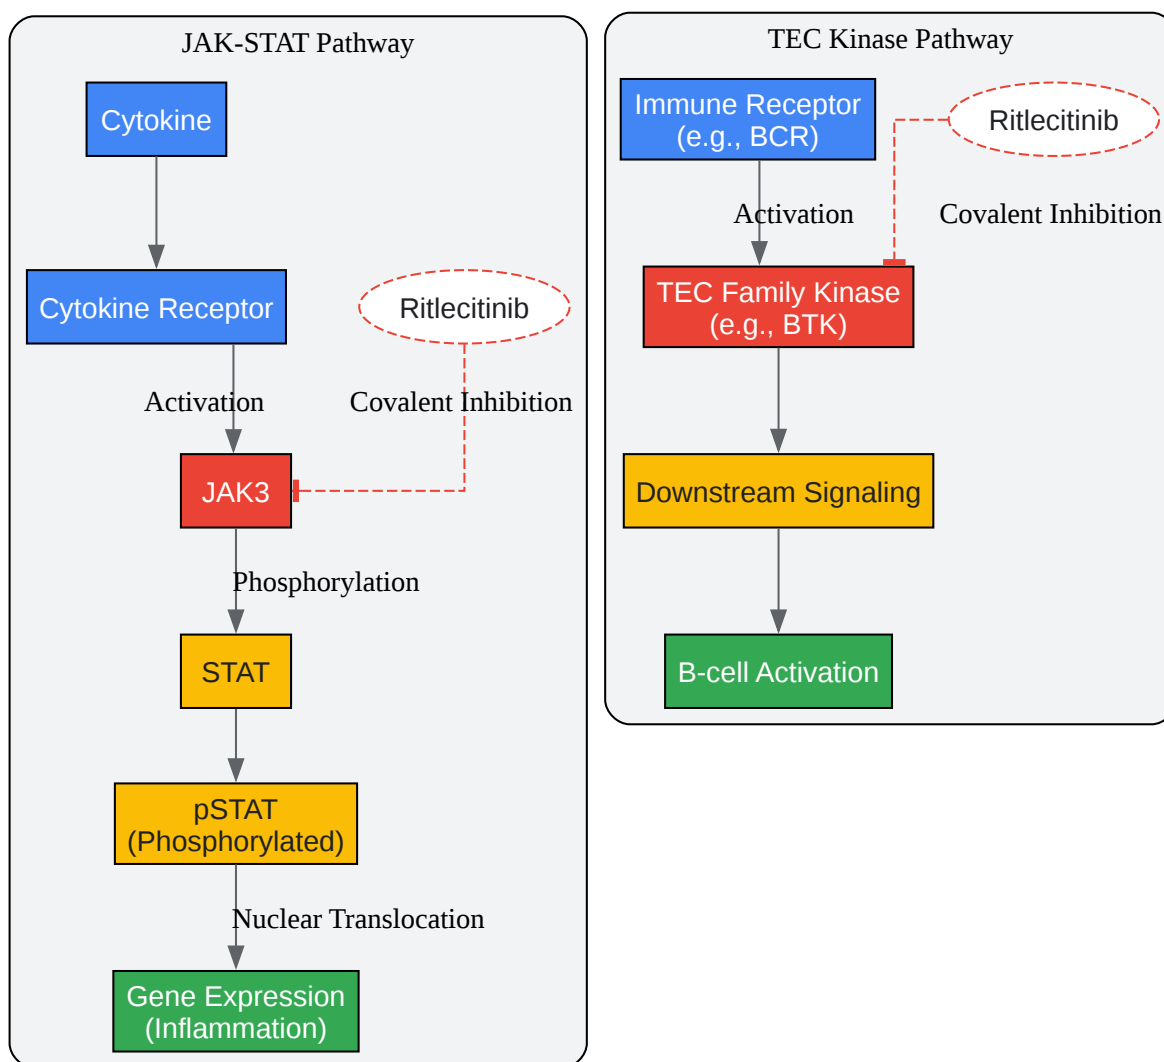 JAK-STAT Pathway
Cytokine
Cytokine Receptor
Ritlecitinib
Activation
Covalent Inhibition
JAK3
Phosphorylation
STAT
pSTAT
(Phosphorylated)
Nuclear Translocation
Gene Expression
(Inflammation)
TEC Kinase Pathway
Immune Receptor
(e.g., BCR)
Ritlecitinib
Activation
Covalent Inhibition
TEC Family Kinase
(e.g., BTK)
Downstream Signaling
B-cell Activation